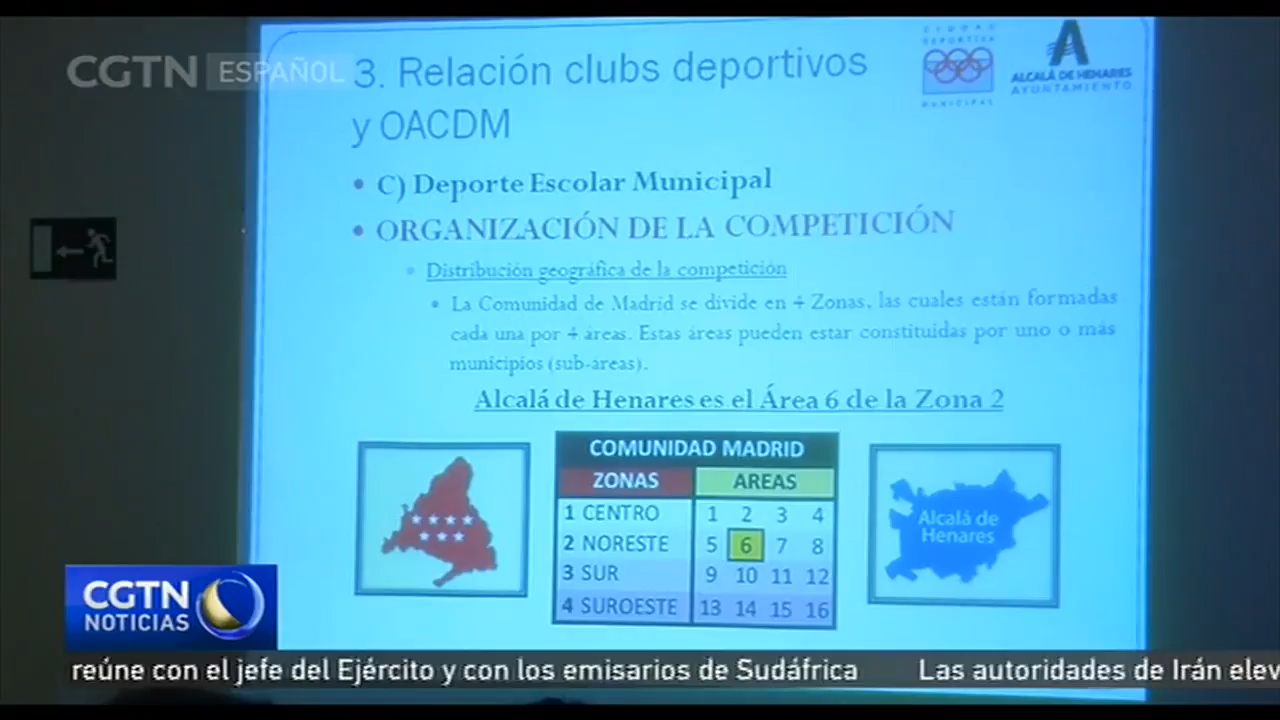 CGTN ESPAÑOL
3. Relación clubs deportivos
y OACDM
CIUDAD
DEPORTIVA
MUNICIPAL
ALCALÁ DE HENARES
AYUNTAMIENTO
• C) Deporte Escolar Municipal
• ORGANIZACIÓN DE LA COMPETICIÓN
• Distribución geográfica de la competición
• La Comunidad de Madrid se divide en 4 Zonas, las cuales están formadas
cada una por 4 áreas. Estas áreas pueden estar constituidas por uno o más
municipios (sub-áreas).
Alcalá de Henares es el Área 6 de la Zona 2
COMUNIDAD MADRID
ZONAS AREAS
1 CENTRO 1 2 3 4
2 NORESTE 5 6 7 8
3 SUR 9 10 11 12
4 SUROESTE 13 14 15 16
Alcalá de
Henares
CGTN
NOTICIAS
reúne con el jefe del Ejército y con los emisarios de Sudáfrica Las autoridades de Irán elev